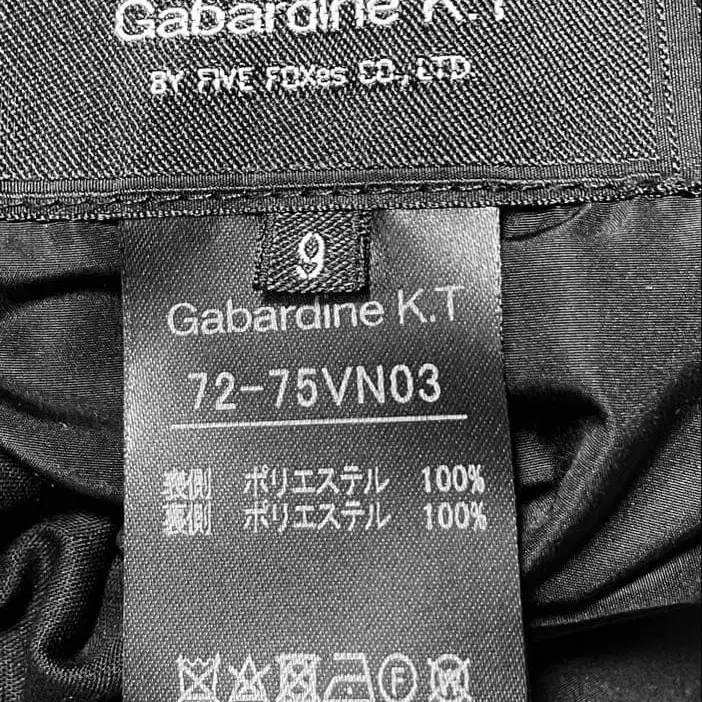 Gabardine K.T
BY FIVE FOXes CO., LTD.
9
Gabardine K.T
72-75VN03
表側 ポリエステル 100%
裏側 ポリエステル 100%
F
W